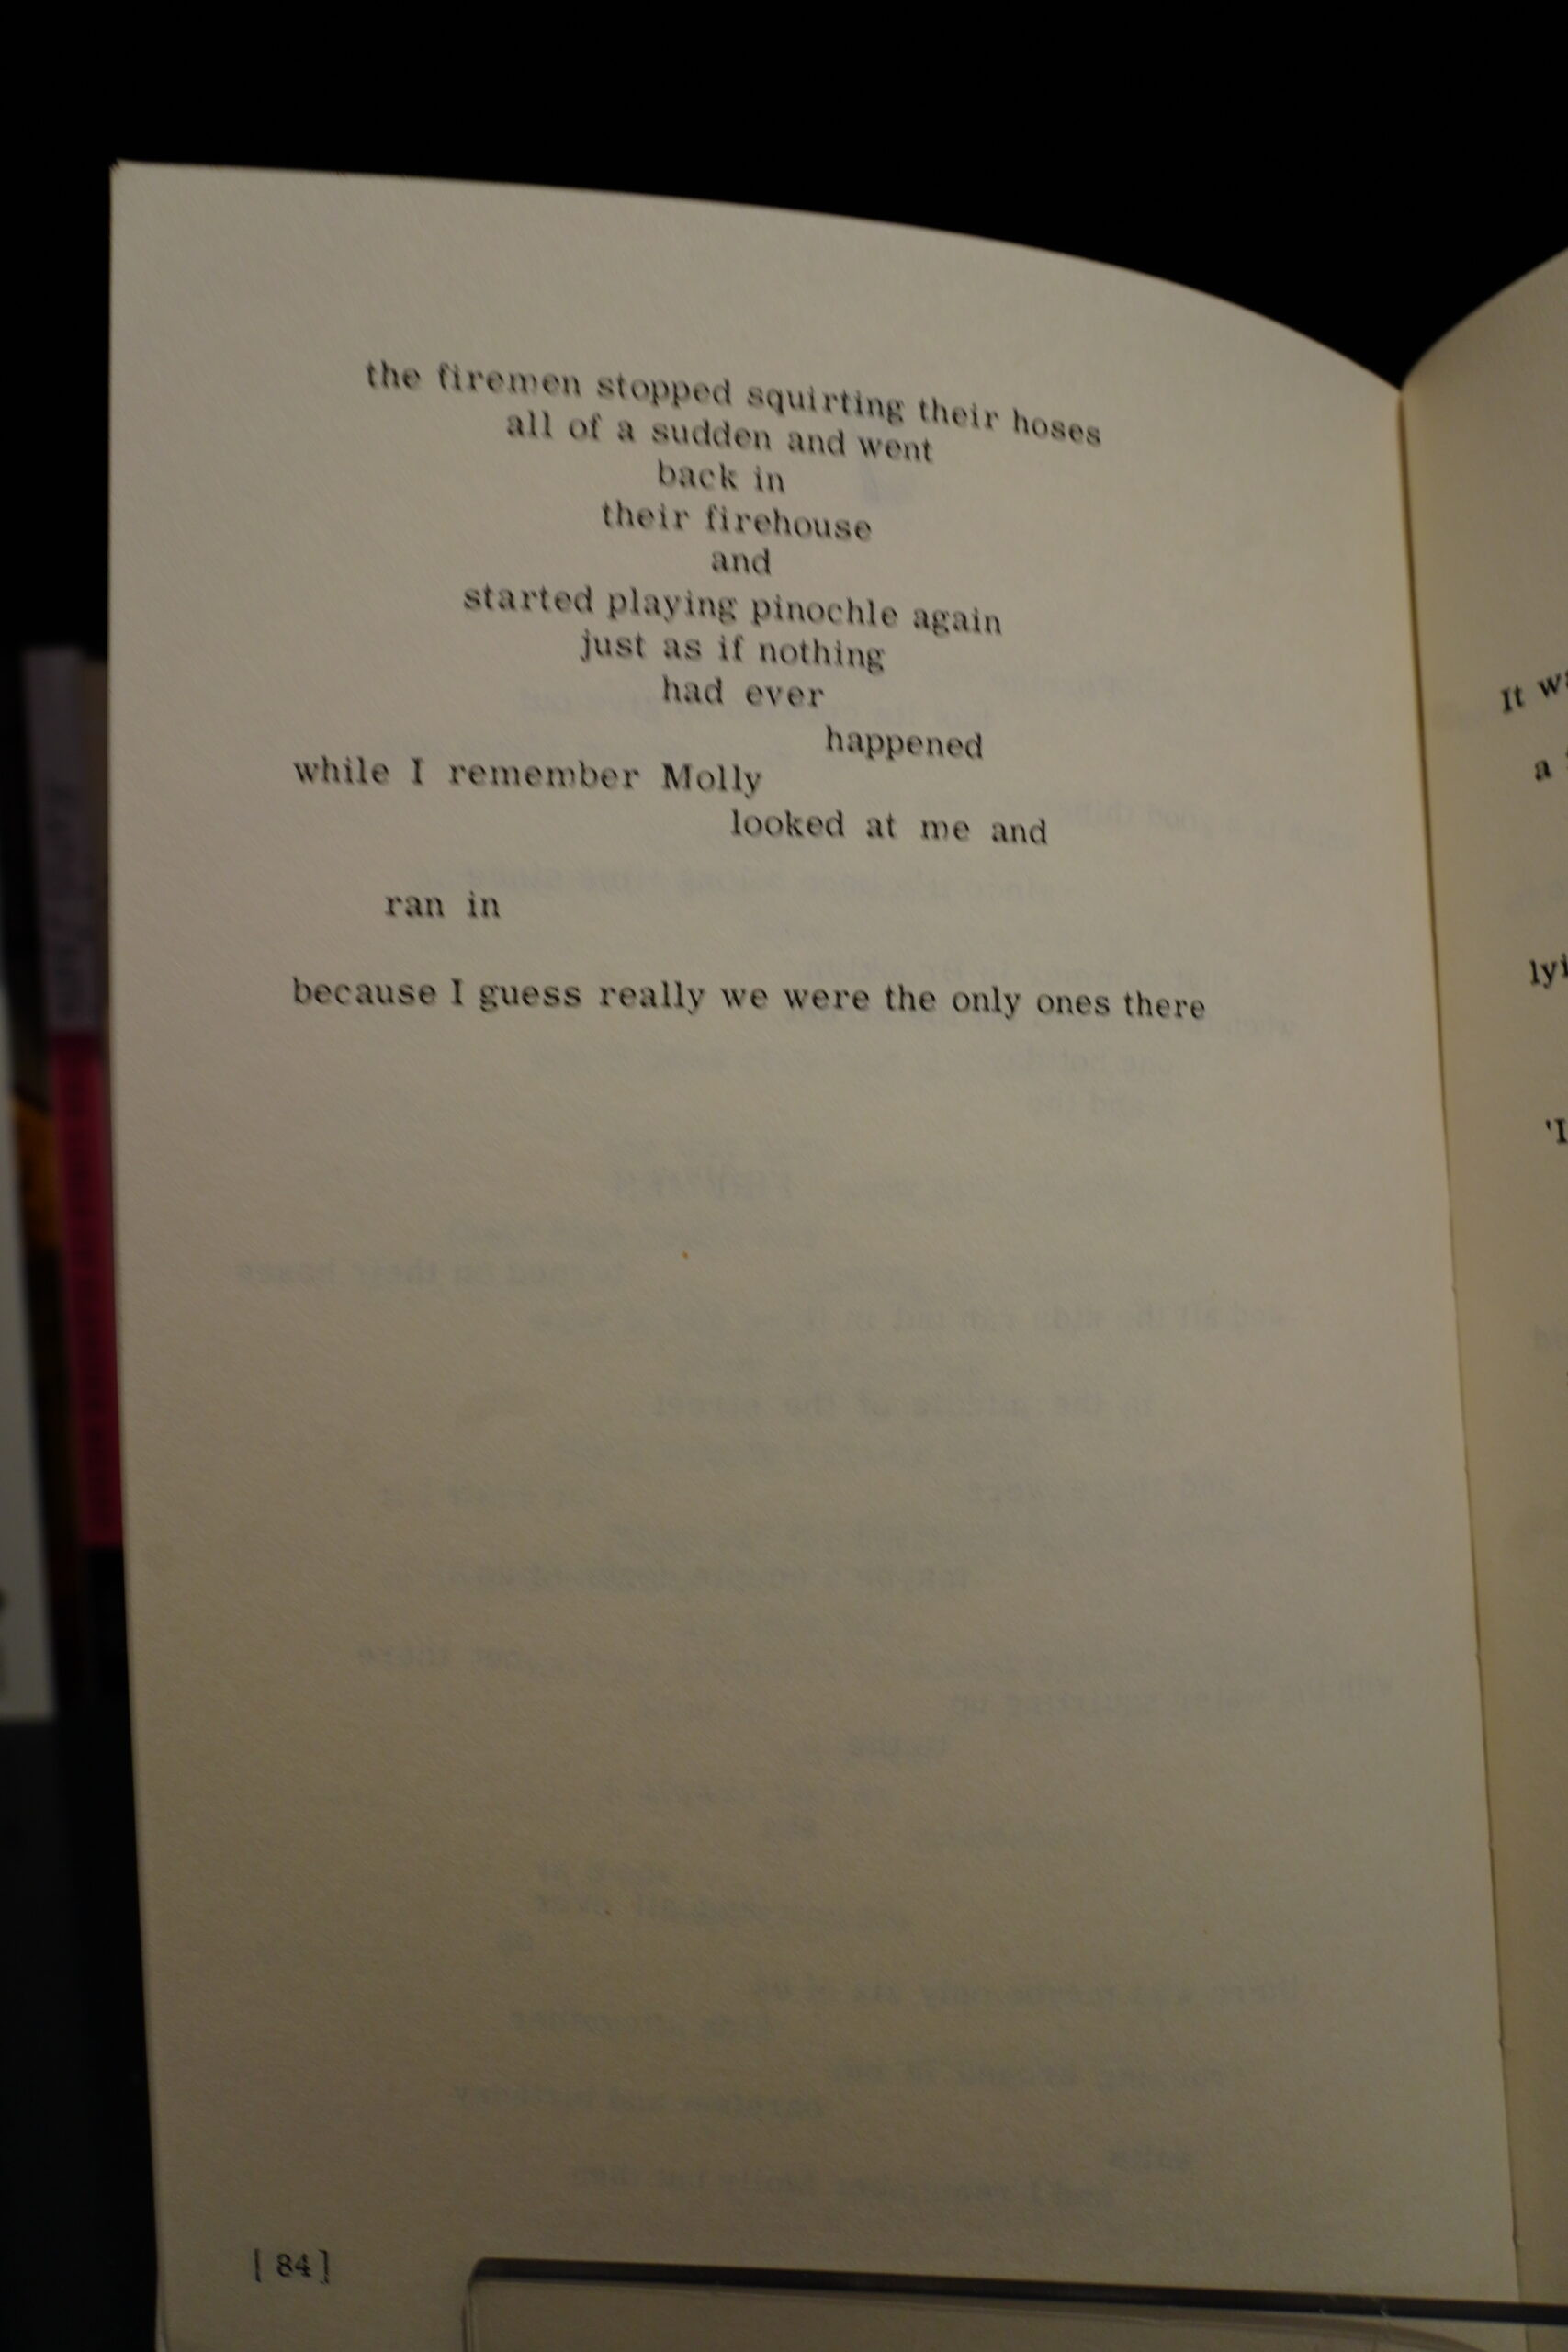 the firemen stopped squirting their hoses
all of a sudden and went
back in
their firehouse
and
started playing pinochle again
just as if nothing
had ever
happened
while I remember Molly
looked at me and
ran in
because I guess really we were the only ones there
[ 84 ]
It
a
'I